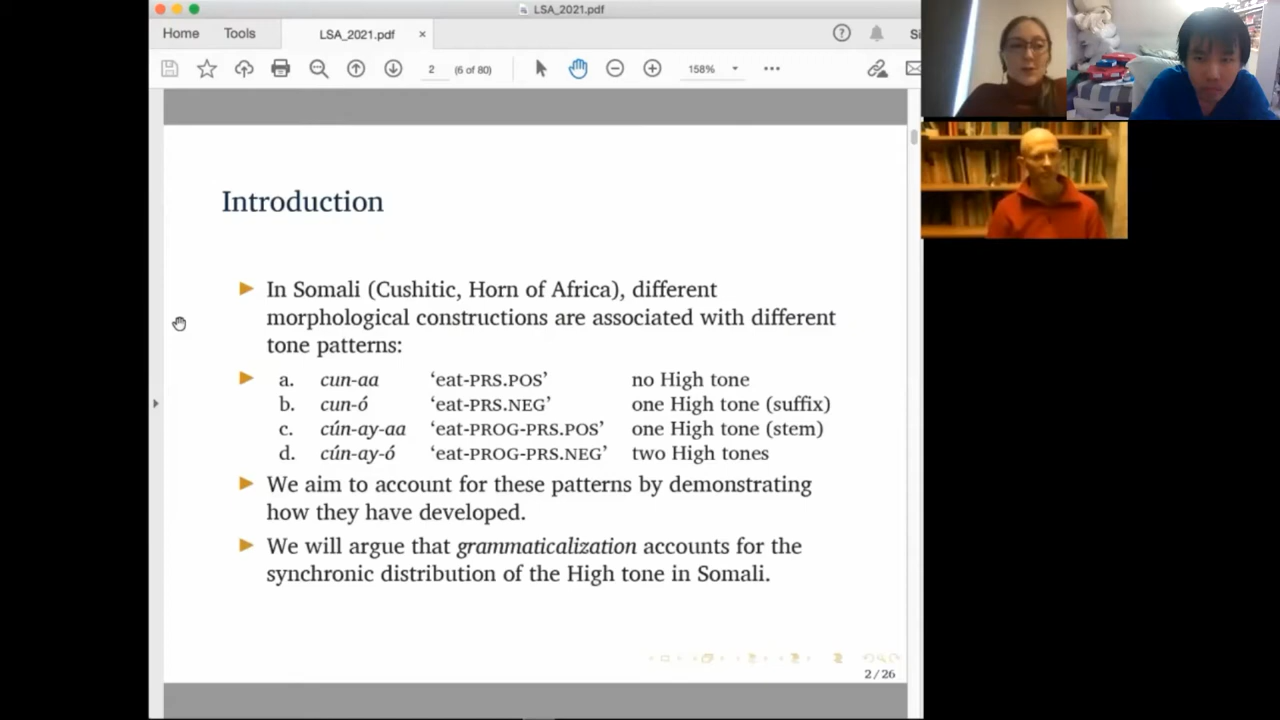 LSA_2021.pdf
Home Tools LSA_2021.pdf × ? Si
2 (6 of 80) 158%
Introduction
► In Somali (Cushitic, Horn of Africa), different
morphological constructions are associated with different
tone patterns:
► a. cun-aa ‘eat-PRS.POS’ no High tone
b. cun-ó ‘eat-PRS.NEG’ one High tone (suffix)
c. cún-ay-aa ‘eat-PROG-PRS.POS’ one High tone (stem)
d. cún-ay-ó ‘eat-PROG-PRS.NEG’ two High tones
► We aim to account for these patterns by demonstrating
how they have developed.
► We will argue that grammaticalization accounts for the
synchronic distribution of the High tone in Somali.
2/26